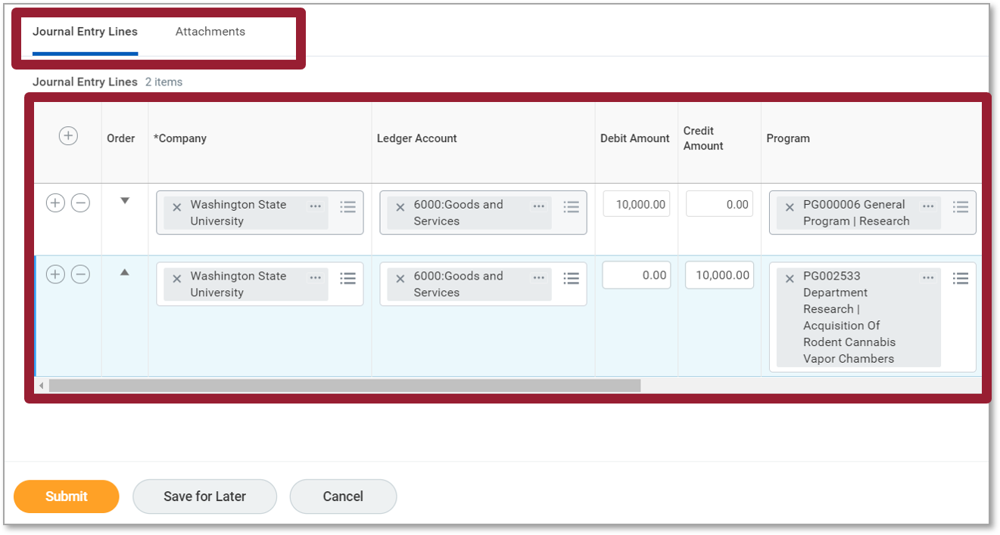 Journal Entry Lines Attachments
Journal Entry Lines 2 items
Order *Company Ledger Account Debit Amount Credit Amount Program
Washington State
University
6000:Goods and
Services
10,000.00
0.00
PG000006 General
Program | Research
Washington State
University
6000:Goods and
Services
0.00
10,000.00
PG002533
Department
Research |
Acquisition Of
Rodent Cannabis
Vapor Chambers
Submit Save for Later Cancel